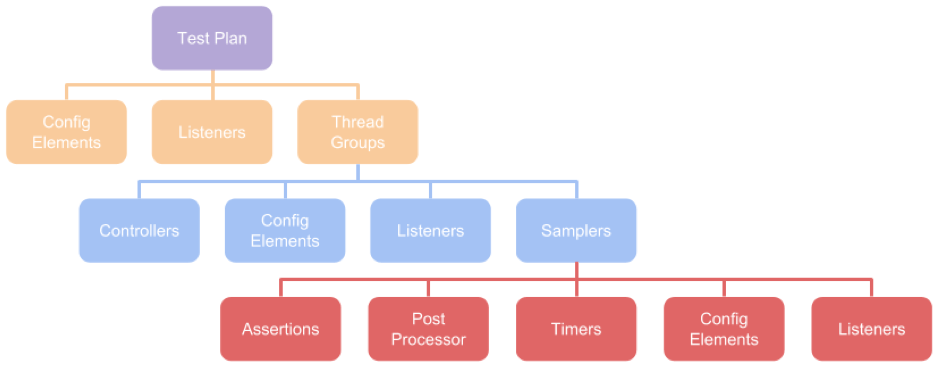 Test Plan
Config
Elements
Listeners
Thread
Groups
Controllers
Config
Elements
Listeners
Samplers
Assertions
Post
Processor
Timers
Config
Elements
Listeners